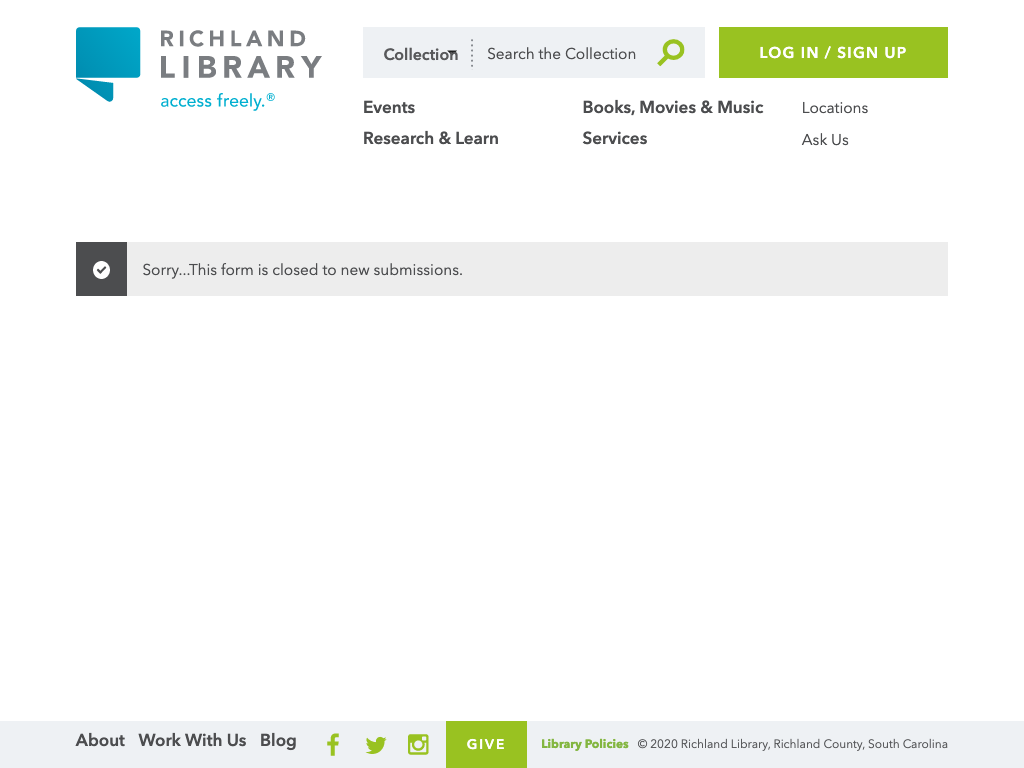 RICHLAND
LIBRARY
access freely.®
Collection
Search the Collection
LOG IN / SIGN UP
Events
Books, Movies & Music
Locations
Research & Learn
Services
Ask Us
Sorry...This form is closed to new submissions.
About
Work With Us
Blog
GIVE
Library Policies
© 2020 Richland Library, Richland County, South Carolina